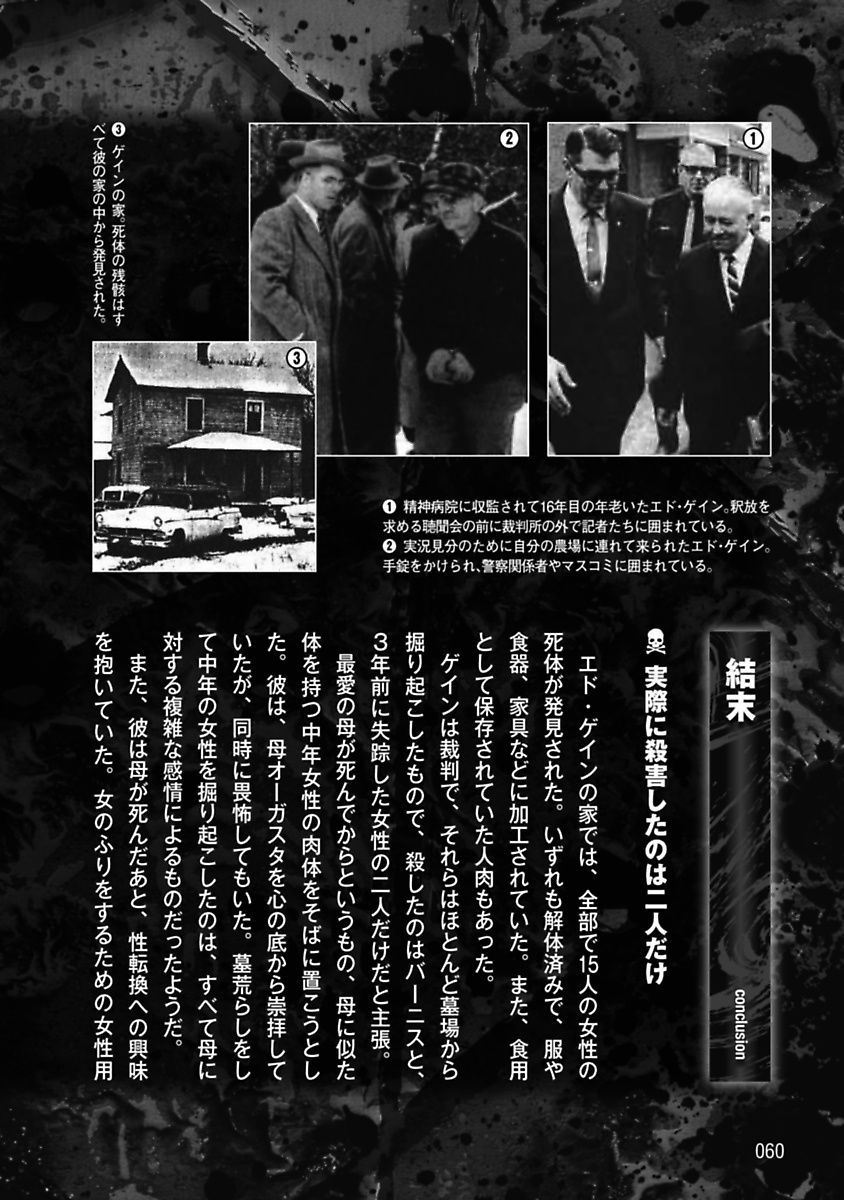 ①
②
③
❸ ゲインの家。死体の残骸はす
べて彼の家の中から発見された。
❶ 精神病院に収監されて16年目の年老いたエド・ゲイン。釈放を
求める聴聞会の前に裁判所の外で記者たちに囲まれている。
❷ 実況見分のために自分の農場に連れて来られたエド・ゲイン。
手錠をかけられ、警察関係者やマスコミに囲まれている。
結末
conclusion
実際に殺害したのは二人だけ
エド・ゲインの家では、全部で15人の女性の
死体が発見された。いずれも解体済みで、服や
食器、家具などに加工されていた。また、食用
として保存されていた人肉もあった。
ゲインは裁判で、それらはほとんど墓場から
掘り起こしたもので、殺したのはバーニスと、
3年前に失踪した女性の二人だけだと主張。
最愛の母が死んでからというもの、母に似た
体を持つ中年女性の肉体をそばに置こうとし
た。彼は、母オーガスタを心の底から崇拝して
いたが、同時に畏怖してもいた。墓荒らしをし
て中年の女性を掘り起こしたのは、すべて母に
対する複雑な感情によるものだったようだ。
また、彼は母が死んだあと、性転換への興味
を抱いていた。女のふりをするための女性用
060